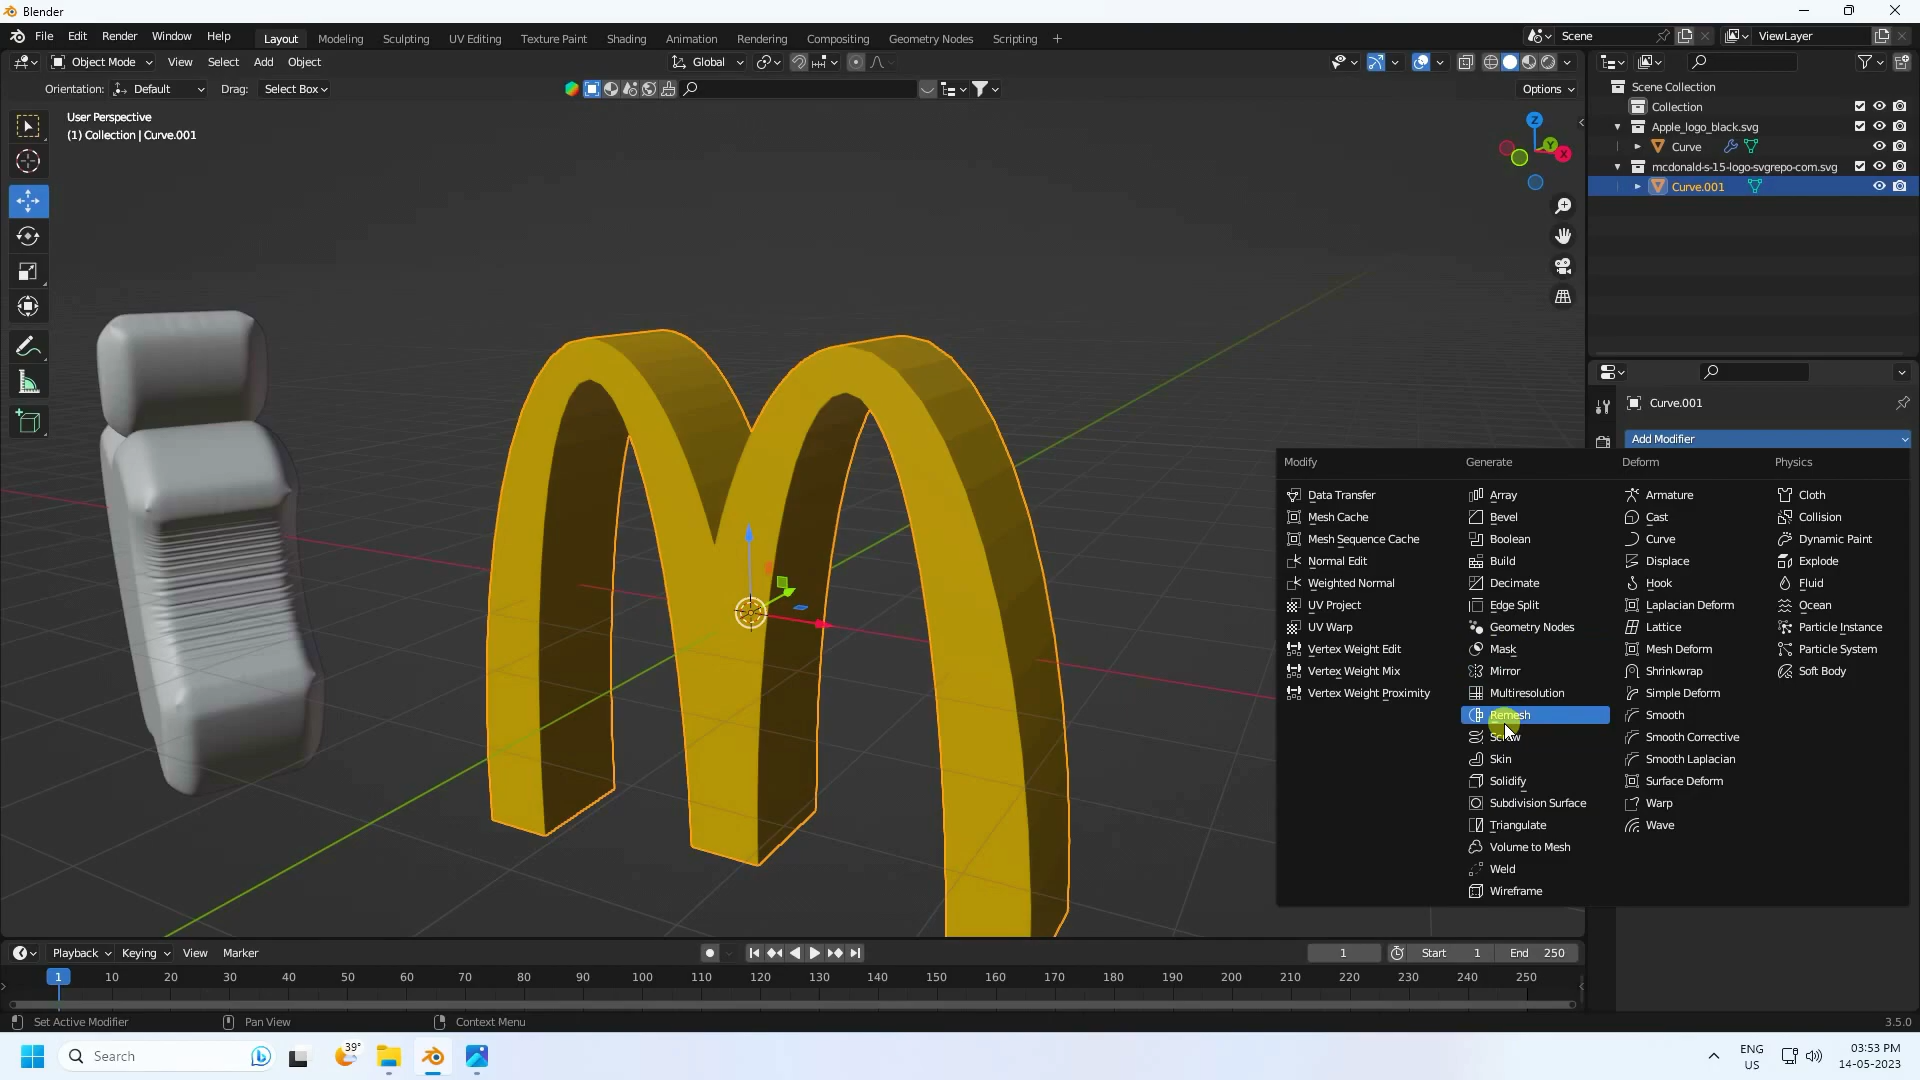 Blender
File Edit Render Window Help
Layout Modeling Sculpting UV Editing Texture Paint Shading Animation Rendering Compositing Geometry Nodes Scripting +
Scene
ViewLayer
Object Mode View Select Add Object
Global
Orientation: Default Drag: Select Box
Options
User Perspective
(1) Collection | Curve.001
Z
Y
X
Scene Collection
Collection
Apple_logo_black.svg
Curve
mcdonald-s-15-logo-svgrepo-com.svg
Curve.001
Curve.001
Add Modifier
Modify
Data Transfer
Mesh Cache
Mesh Sequence Cache
Normal Edit
Weighted Normal
UV Project
UV Warp
Vertex Weight Edit
Vertex Weight Mix
Vertex Weight Proximity
Generate
Array
Bevel
Boolean
Build
Decimate
Edge Split
Geometry Nodes
Mask
Mirror
Multiresolution
Remesh
Screw
Skin
Solidify
Subdivision Surface
Triangulate
Volume to Mesh
Weld
Wireframe
Deform
Armature
Cast
Curve
Displace
Hook
Laplacian Deform
Lattice
Mesh Deform
Shrinkwrap
Simple Deform
Smooth
Smooth Corrective
Smooth Laplacian
Surface Deform
Warp
Wave
Physics
Cloth
Collision
Dynamic Paint
Explode
Fluid
Ocean
Particle Instance
Particle System
Soft Body
Playback Keying View Marker
1 Start 1 End 250
1 10 20 30 40 50 60 70 80 90 100 110 120 130 140 150 160 170 180 190 200 210 220 230 240 250
Set Active Modifier Pan View Context Menu
3.5.0
Search
39°
ENG
US
03:53 PM
14-05-2023